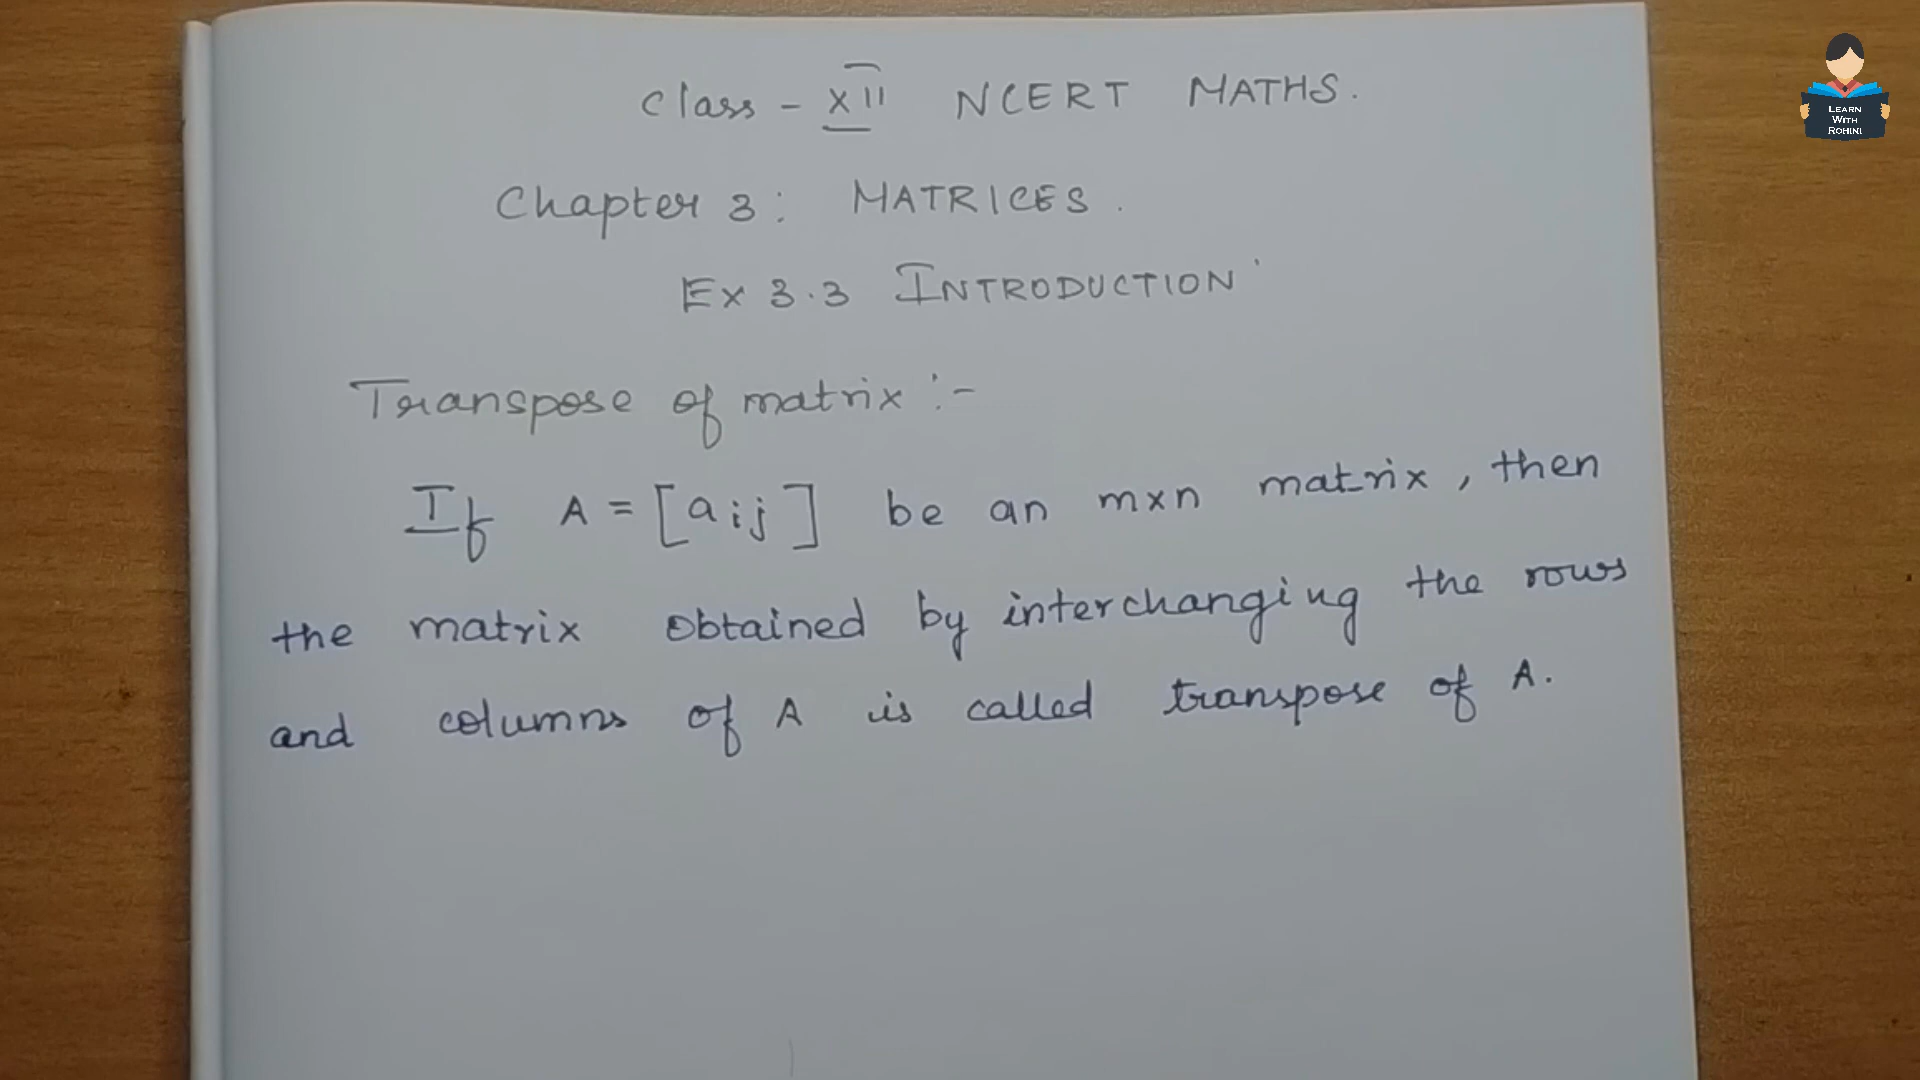 Class - XII NCERT MATHS.
Chapter 3: MATRICES.
Ex 3.3 INTRODUCTION
Transpose of matrix :-
If A = [aij] be an m×n matrix, then
the matrix obtained by interchanging the rows
and columns of A is called transpose of A.
LEARN
WITH
ROHINI